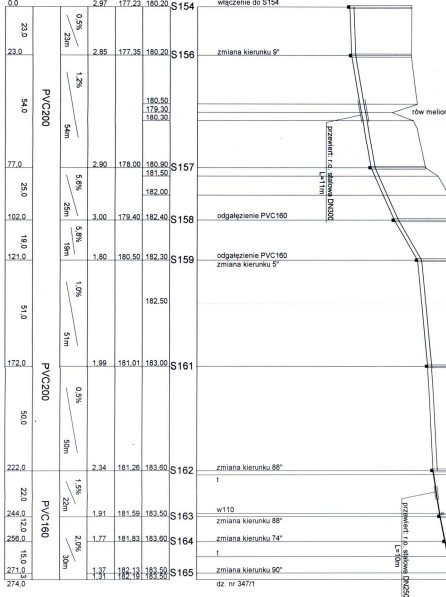 0,0 2,97 177,23 180,20 S154 włączenie do S154
23,0 0,5% 23m
23,0 2,85 177,35 180,20 S156 zmiana kierunku 9°
54,0 PVC200 1,2% 54m
180,50
179,30
180,30
rów melior
przewiert: r.o. stalowa DN300
L=11m
77,0 2,90 178,00 180,90 S157
181,50
25,0 5,6% 25m
182,00
102,0 3,00 179,40 182,40 S158 odgałęzienie PVC160
19,0 5,8% 19m
121,0 1,80 180,50 182,30 S159 odgałęzienie PVC160
zmiana kierunku 5°
51,0 1,0% 51m
182,50
172,0 1,99 181,01 183,00 S161
PVC200
50,0 0,5% 50m
222,0 2,34 181,26 183,60 S162 zmiana kierunku 88°
t
22,0 1,5% 22m
przewiert: r.o. stalowa DN250
L=10m
w110
244,0 1,91 181,59 183,50 S163 zmiana kierunku 88°
12,0 PVC160 2,0% 30m
256,0 1,77 181,83 183,60 S164 zmiana kierunku 74°
15,0
t
271,0 1,37 182,13 183,50 S165 zmiana kierunku 90°
3
274,0 1,31 182,19 183,50 dz. nr 347/1